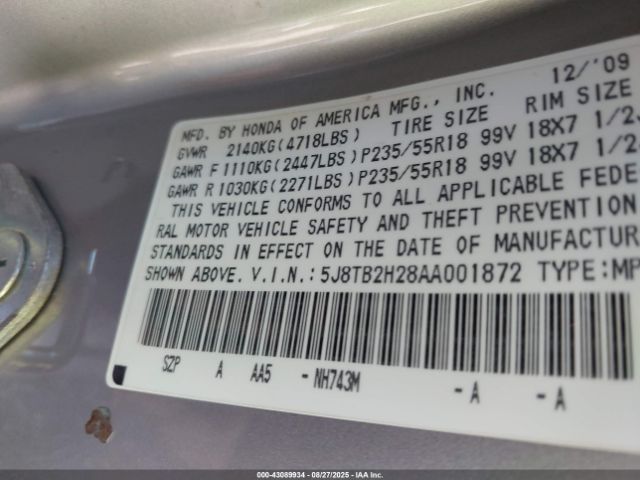 12/'09
MFD. BY HONDA OF AMERICA MFG., INC.
GVWR 2140KG(4718LBS) TIRE SIZE RIM SIZE
GAWR F 1110KG(2447LBS) P235/55R18 99V 18X7 1/2J
GAWR R 1030KG(2271LBS) P235/55R18 99V 18X7 1/2
THIS VEHICLE CONFORMS TO ALL APPLICABLE FEDE
RAL MOTOR VEHICLE SAFETY AND THEFT PREVENTION
STANDARDS IN EFFECT ON THE DATE OF MANUFACTUR
SHOWN ABOVE. V.I.N.:5J8TB2H28AA001872 TYPE:MP
SZP A AA5 - NH743M -A -A
000-43089934 - 08/27/2025 - IAA Inc.